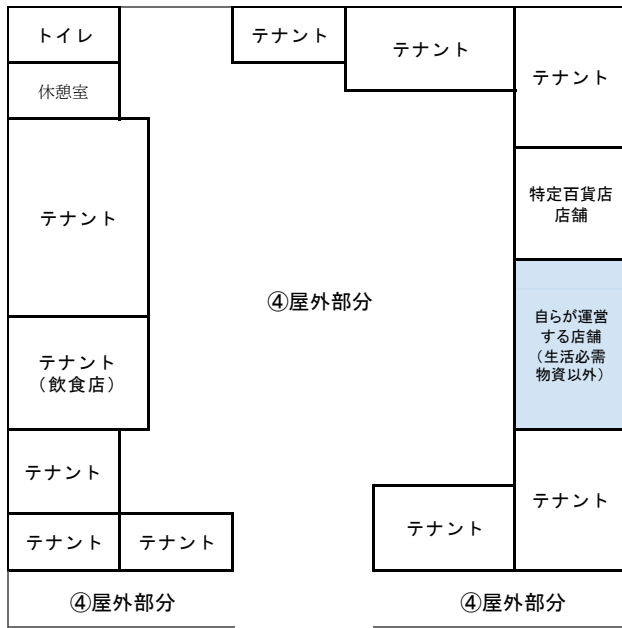 トイレ
テナント
テナント
テナント
休憩室
テナント
特定百貨店
店舗
④屋外部分
自らが運営
する店舗
（生活必需
物資以外）
テナント
（飲食店）
テナント
テナント
テナント
テナント
テナント
テナント
④屋外部分
④屋外部分